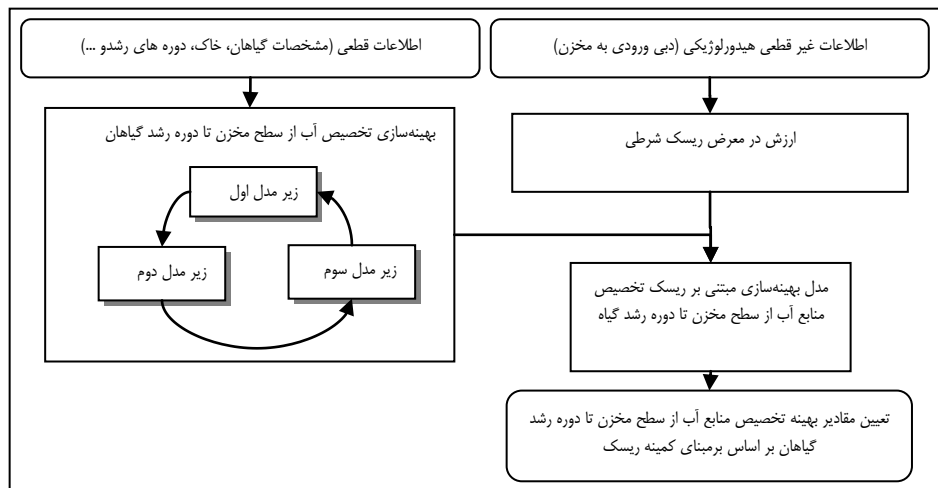 اطلاعات غیر قطعی هیدورلوژیکی (دبی ورودی به مخزن)
اطلاعات قطعی (مشخصات گیاهان، خاک، دوره های رشدو ...)
ارزش در معرض ریسک شرطی
بهینه‌سازی تخصیص آب از سطح مخزن تا دوره رشد گیاهان
زیر مدل اول
زیر مدل سوم
زیر مدل دوم
مدل بهینه‌سازی مبتنی بر ریسک تخصیص
منابع آب از سطح مخزن تا دوره رشد گیاه
تعیین مقادیر بهینه تخصیص منابع آب از سطح مخزن تا دوره رشد
گیاهان بر اساس برمبنای کمینه ریسک